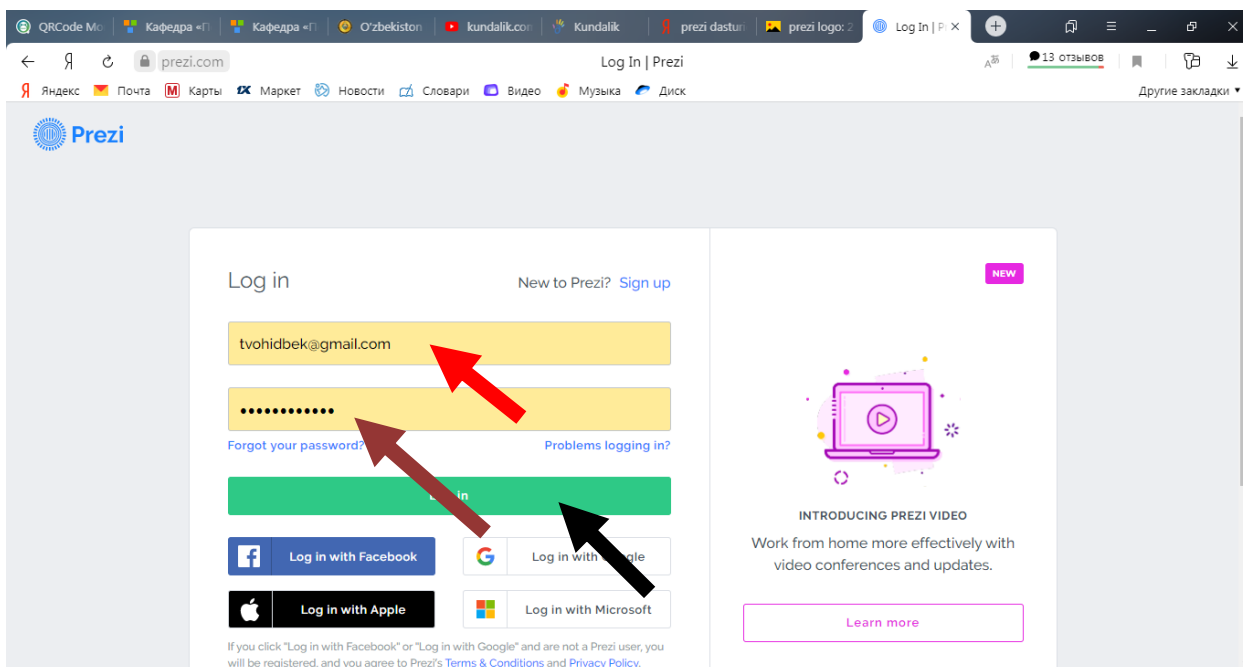 QRCode Mo Кафедра «П Кафедра «П O'zbekiston kundalik.con Kundalik prezi dastur prezi logo: 2 Log In | P
prezi.com Log In | Prezi 13 отзывов
Яндекс Почта Карты Маркет Новости Словари Видео Музыка Диск Другие закладки
Prezi
Log in New to Prezi? Sign up
tvohidbek@gmail.com
Forgot your password? Problems logging in?
in
Log in with Facebook
Log in with
Log in with Apple
Log in with Microsoft
If you click "Log in with Facebook" or "Log in with Google" and are not a Prezi user, you
will be registered, and you agree to Prezi's Terms & Conditions and Privacy Policy.
NEW
INTRODUCING PREZI VIDEO
Work from home more effectively with
video conferences and updates.
Learn more